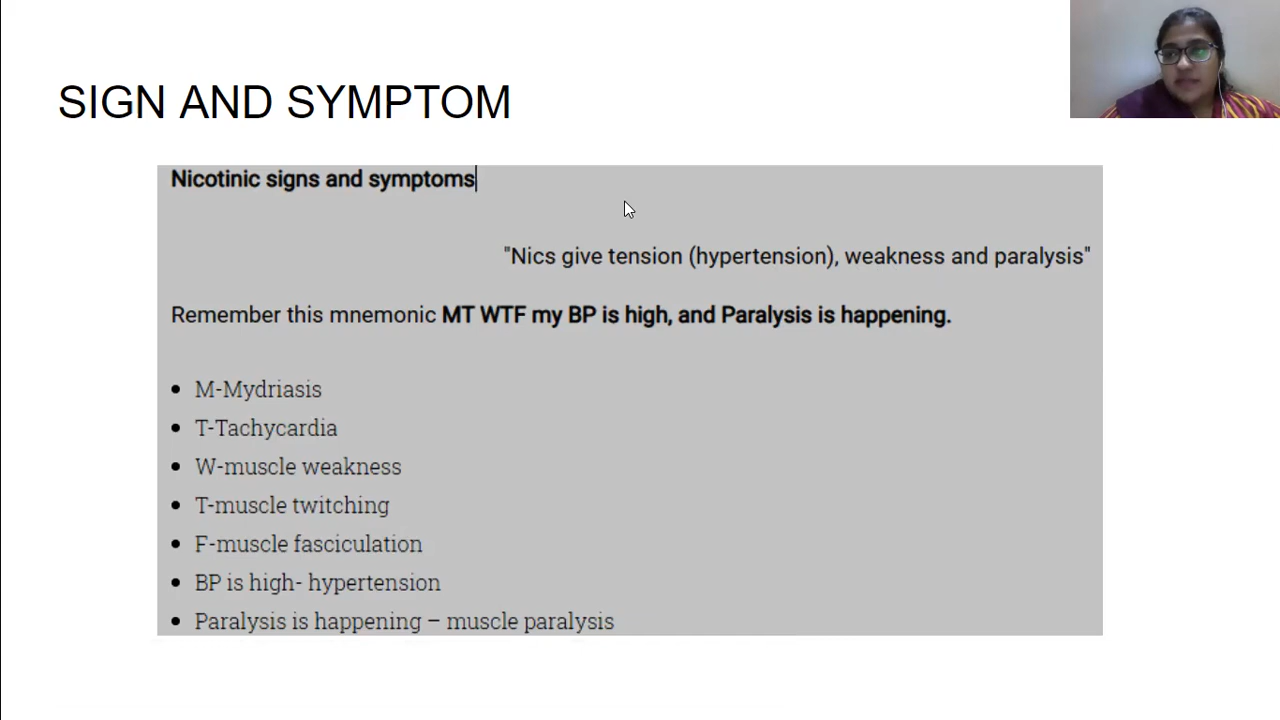 SIGN AND SYMPTOM
Nicotinic signs and symptoms
"Nics give tension (hypertension), weakness and paralysis"
Remember this mnemonic MT WTF my BP is high, and Paralysis is happening.
• M-Mydriasis
• T-Tachycardia
• W-muscle weakness
• T-muscle twitching
• F-muscle fasciculation
• BP is high- hypertension
• Paralysis is happening – muscle paralysis